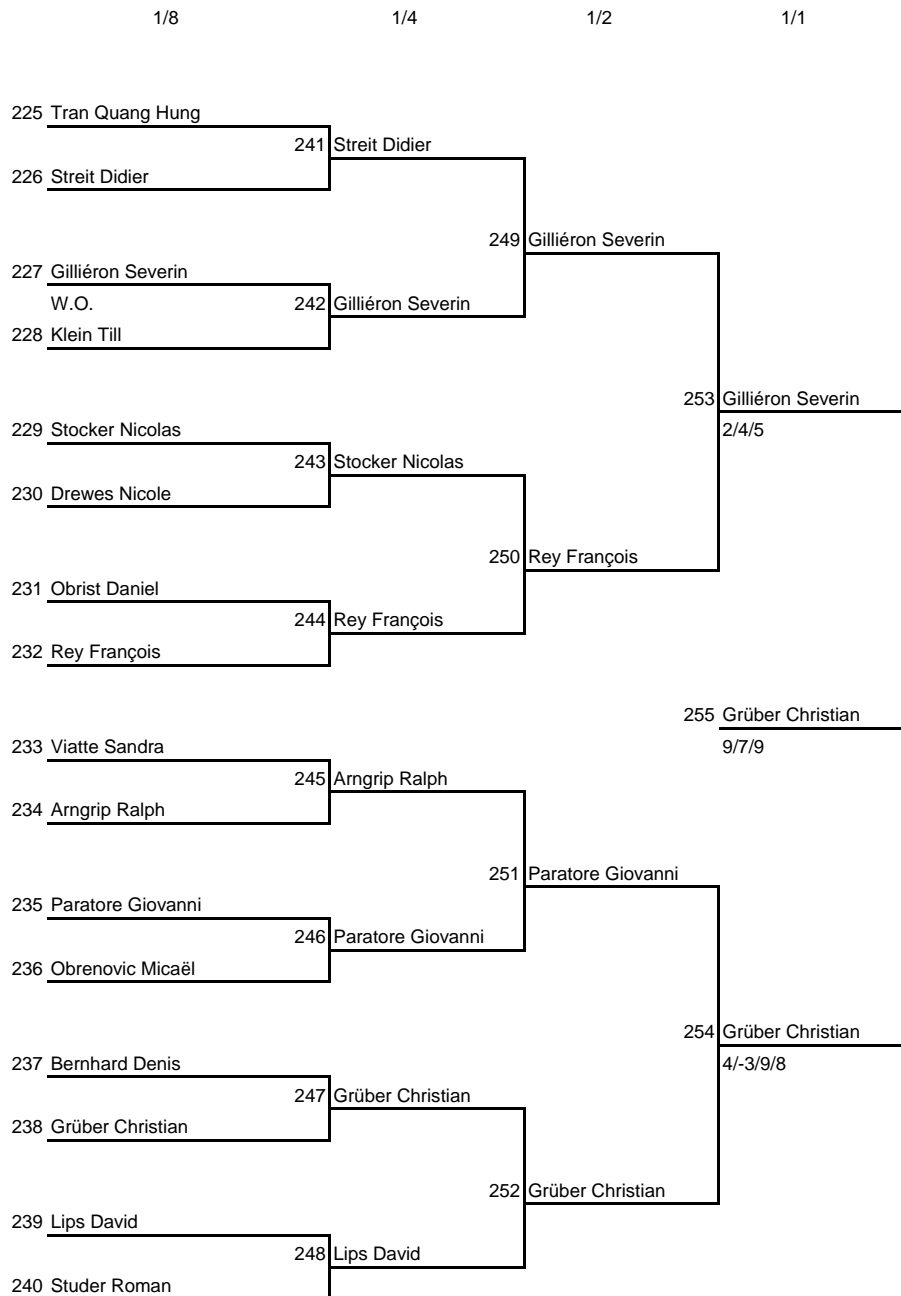 1/8 1/4 1/2 1/1
225 Tran Quang Hung
241 Streit Didier
226 Streit Didier
249 Gilliéron Severin
227 Gilliéron Severin
W.O. 242 Gilliéron Severin
228 Klein Till
253 Gilliéron Severin
229 Stocker Nicolas 2/4/5
243 Stocker Nicolas
230 Drewes Nicole
250 Rey François
231 Obrist Daniel
244 Rey François
232 Rey François
255 Grüber Christian
233 Viatte Sandra 9/7/9
245 Arngrip Ralph
234 Arngrip Ralph
251 Paratore Giovanni
235 Paratore Giovanni
246 Paratore Giovanni
236 Obrenovic Micaël
254 Grüber Christian
237 Bernhard Denis 4/-3/9/8
247 Grüber Christian
238 Grüber Christian
252 Grüber Christian
239 Lips David
248 Lips David
240 Studer Roman